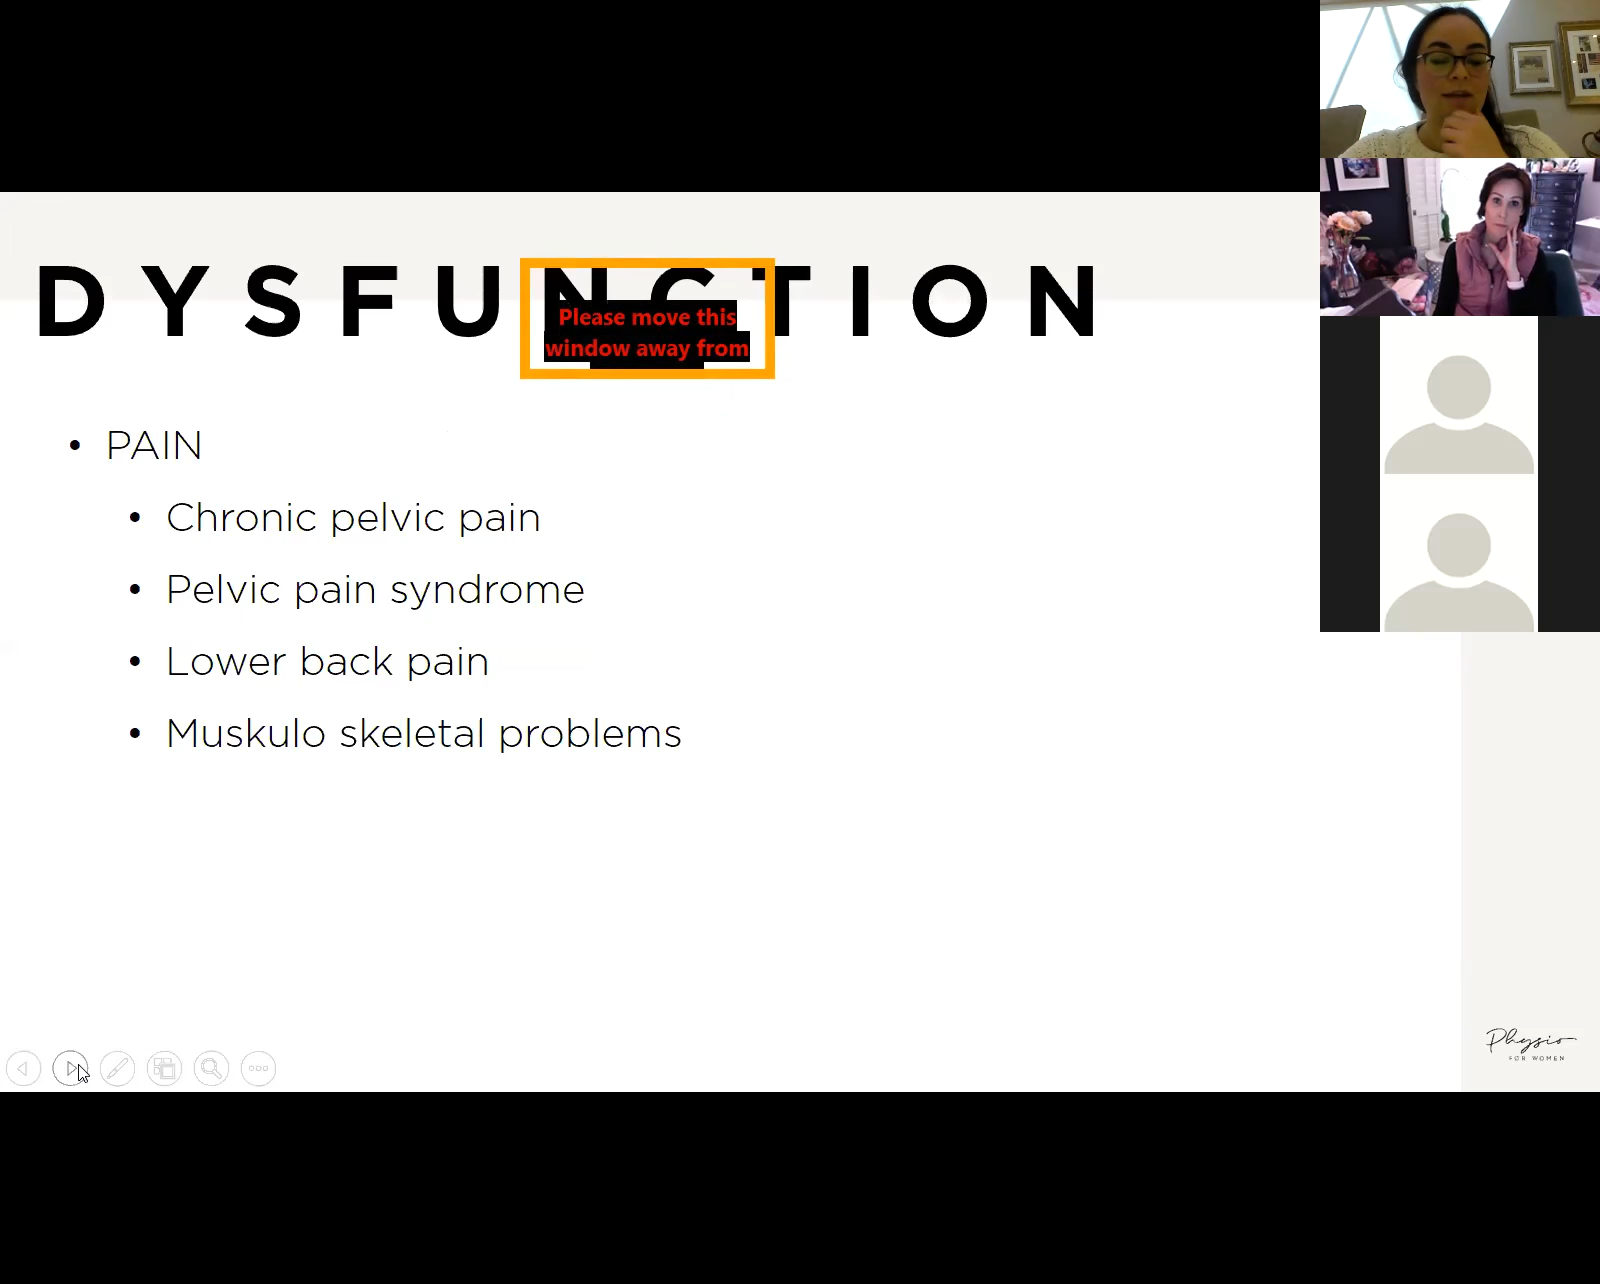 DYSFUNCTION
Please move this
window away from
• PAIN
• Chronic pelvic pain
• Pelvic pain syndrome
• Lower back pain
• Muskulo skeletal problems
Physio
FOR WOMEN